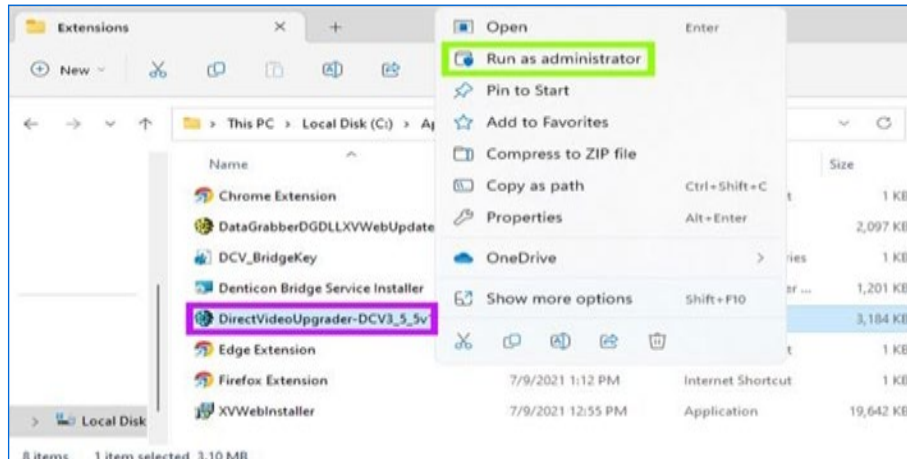 Extensions
New
This PC > Local Disk (C:) >
Name
Size
Chrome Extension
1 KB
DataGrabberDGDLLXVWebUpdate
2,097 KB
DCV_BridgeKey
1 KB
Denticon Bridge Service Installer
1,201 KB
DirectVideoUpgrader-DCV3_5_5v
3,184 KB
Edge Extension
1 KB
Firefox Extension
7/9/2021 1:12 PM
Internet Shortcut
1 KB
XVWebInstaller
7/9/2021 12:55 PM
Application
19,642 KB
Local Disk
8 items
1 item selected 3.10 MB
Open
Enter
Run as administrator
Pin to Start
Add to Favorites
Compress to ZIP file
Copy as path
Ctrl+Shift+C
Properties
Alt+Enter
OneDrive
Show more options
Shift+F10